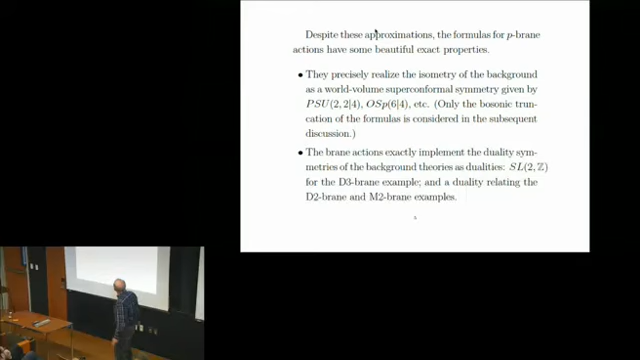 Despite these approximations, the formulas for p-brane
actions have some beautiful exact properties.
• They precisely realize the isometry of the background
as a world-volume superconformal symmetry given by
PSU(2, 2|4), OSp(6|4), etc. (Only the bosonic trun-
cation of the formulas is considered in the subsequent
discussion.)
• The brane actions exactly implement the duality sym-
metries of the background theories as dualities: SL(2, ℤ)
for the D3-brane example; and a duality relating the
D2-brane and M2-brane examples.